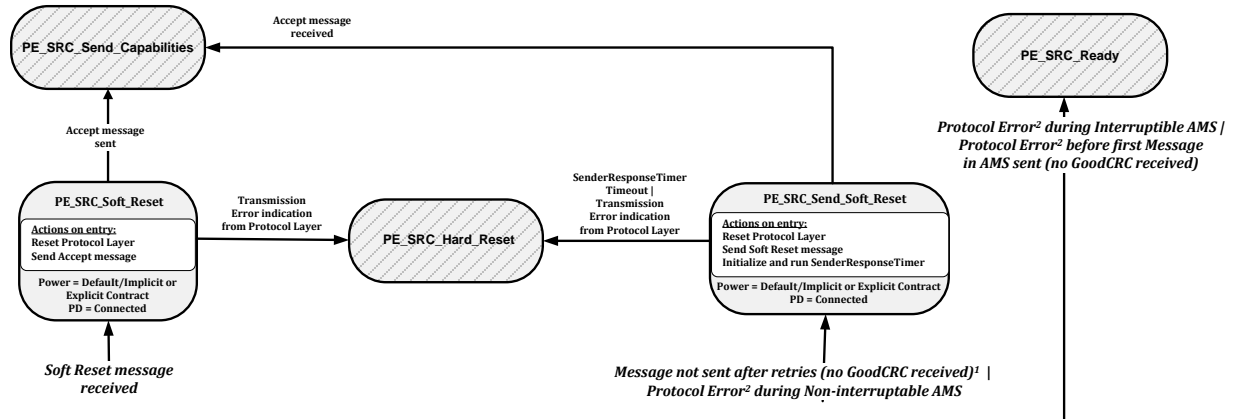 Accept message
received
PE_SRC_Send_Capabilities
PE_SRC_Ready
Accept message
sent
Protocol Error² during Interruptible AMS |
Protocol Error² before first Message
in AMS sent (no GoodCRC received)
PE_SRC_Soft_Reset
Actions on entry:
Reset Protocol Layer
Send Accept message
Power = Default/Implicit or
Explicit Contract
PD = Connected
Transmission
Error indication
from Protocol Layer
PE_SRC_Hard_Reset
SenderResponseTimer
Timeout |
Transmission
Error indication
from Protocol Layer
PE_SRC_Send_Soft_Reset
Actions on entry:
Reset Protocol Layer
Send Soft Reset message
Initialize and run SenderResponseTimer
Power = Default/Implicit or Explicit Contract
PD = Connected
Soft Reset message
received
Message not sent after retries (no GoodCRC received)¹ |
Protocol Error² during Non-interruptable AMS